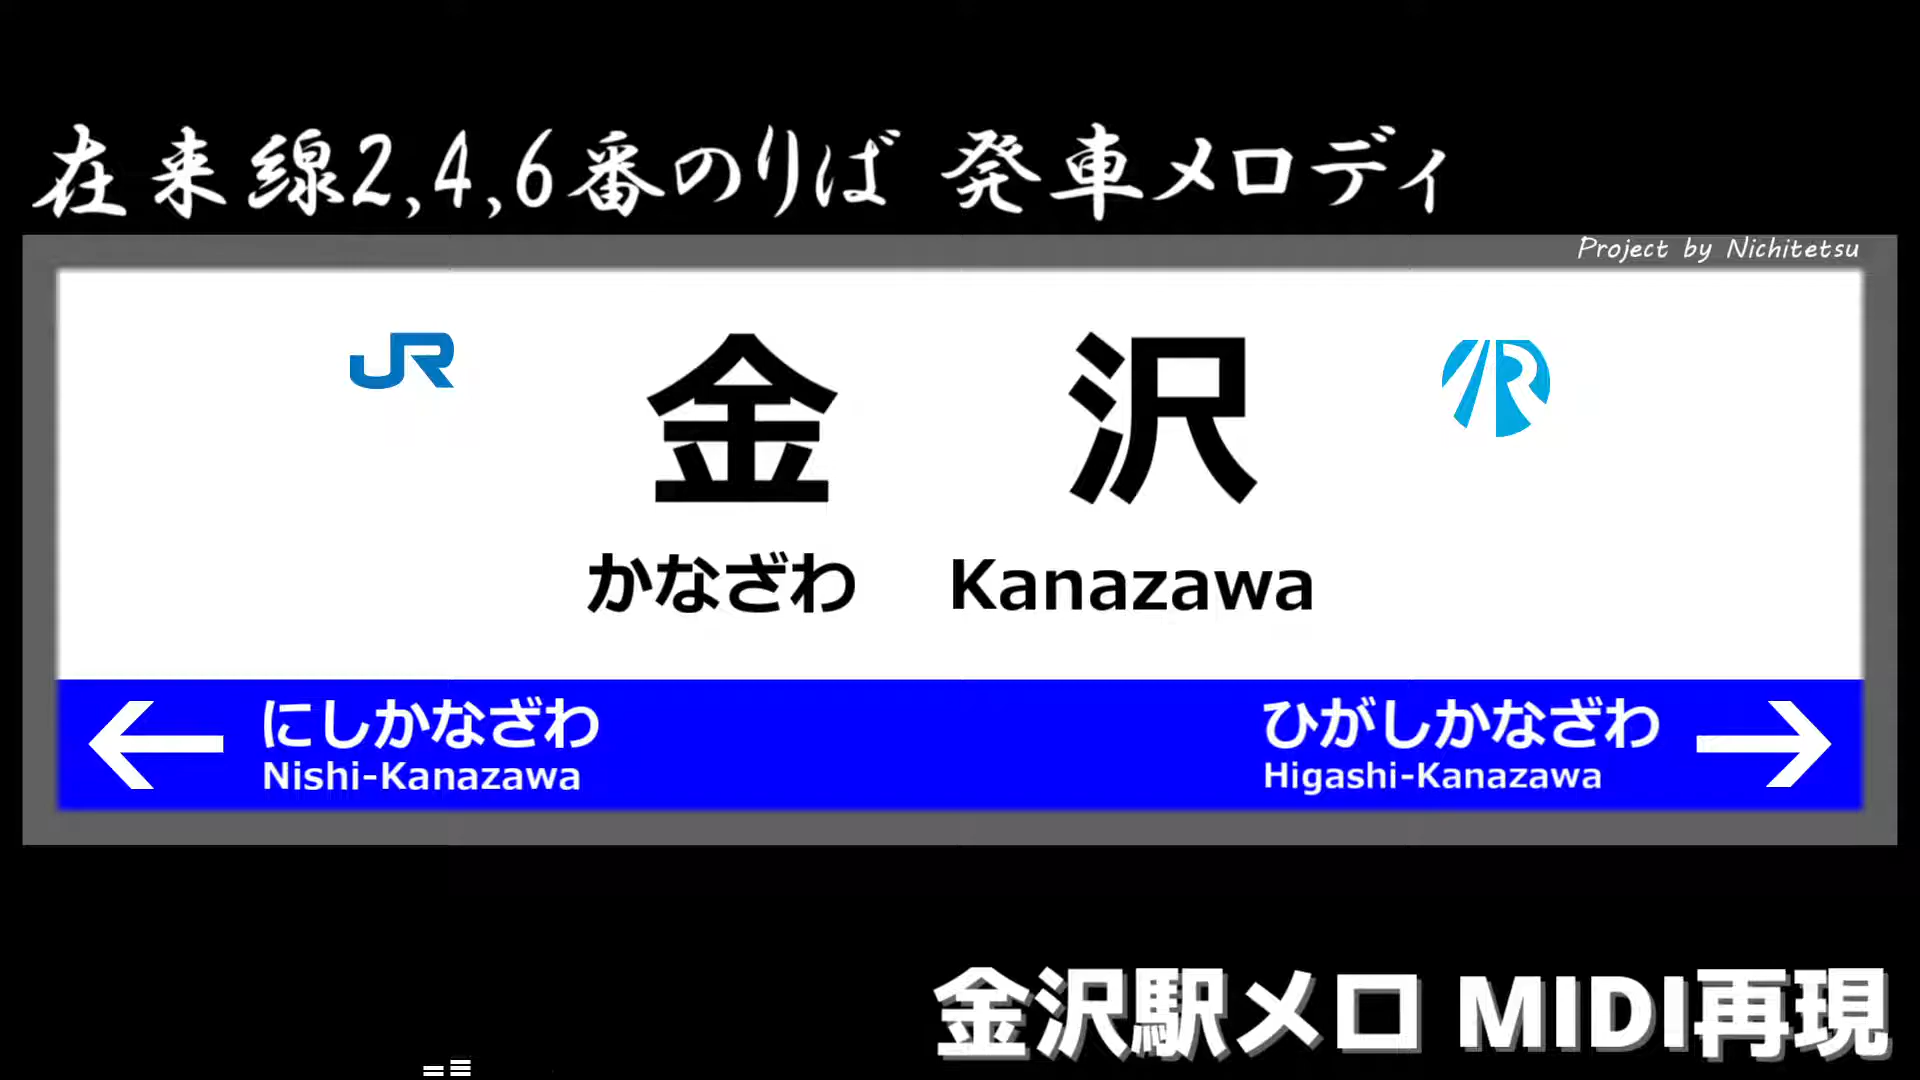 在来線2,4,6番のりば 発車メロディ
Project by Nichitetsu
JR
金沢
かなざわ Kanazawa
にしかなざわ
Nishi-Kanazawa
ひがしかなざわ
Higashi-Kanazawa
金沢駅メロ MIDI再現